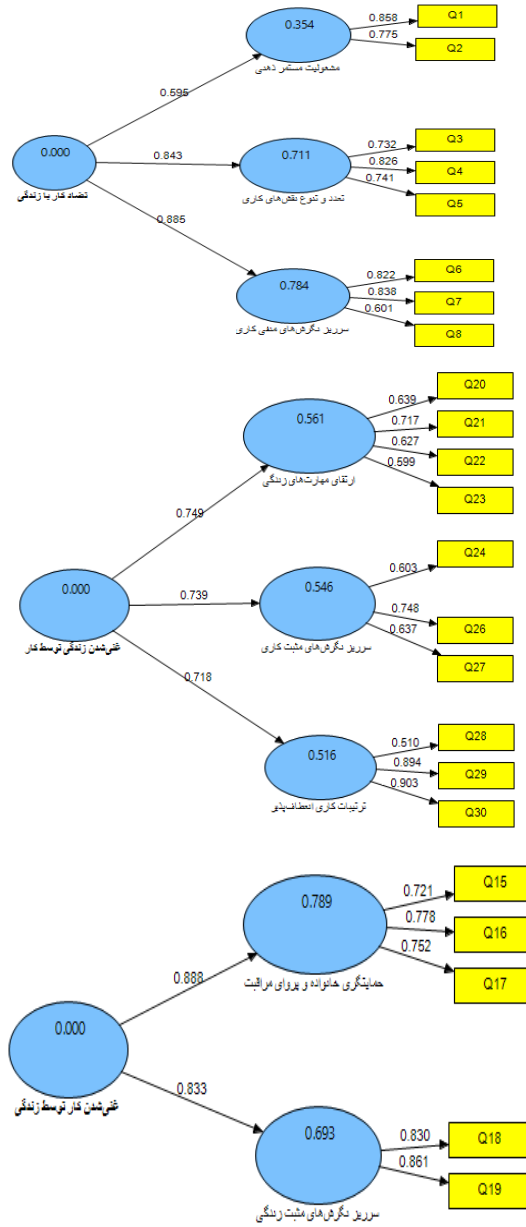 0.354
مشغولیت مستمر ذهنی
0.858
Q1
0.775
Q2
0.595
0.000
تضاد کار با زندگی
0.843
0.711
تعدد و تنوع نقش‌های کاری
0.732
Q3
0.826
Q4
0.741
Q5
0.885
0.784
سرریز نگرش‌های منفی کاری
0.822
Q6
0.838
Q7
0.601
Q8
0.561
ارتقای مهارت‌های زندگی
0.639
Q20
0.717
Q21
0.627
Q22
0.599
Q23
0.749
0.000
غنی‌شدن زندگی توسط کار
0.739
0.546
سرریز نگرش‌های مثبت کاری
0.603
Q24
0.748
Q26
0.637
Q27
0.718
0.516
ترتیبات کاری انعطاف‌پذیر
0.510
Q28
0.894
Q29
0.903
Q30
0.789
حمایتگری خانواده و پروای مراقبت
0.721
Q15
0.778
Q16
0.752
Q17
0.888
0.000
غنی‌شدن کار توسط زندگی
0.833
0.693
سرریز نگرش‌های مثبت زندگی
0.830
Q18
0.861
Q19